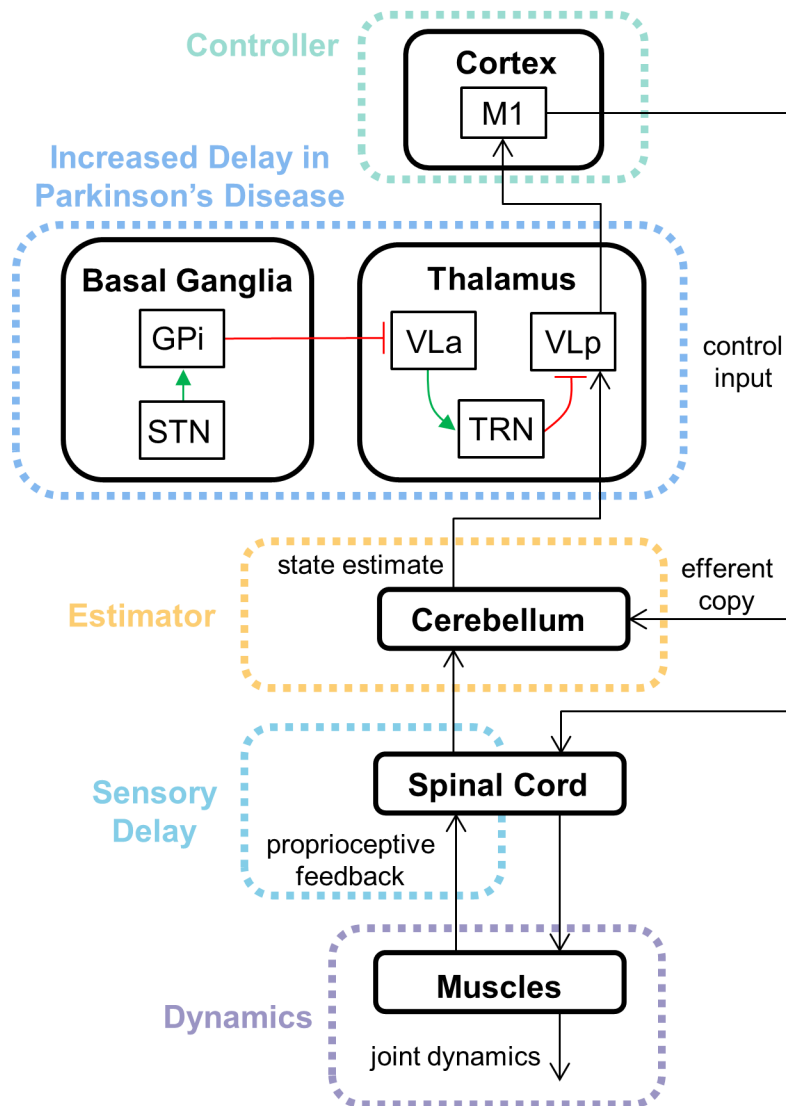 Controller
Cortex
M1
Increased Delay in
Parkinson's Disease
Basal Ganglia
Thalamus
GPi
VLa
VLp
STN
TRN
control
input
state estimate
efferent
copy
Estimator
Cerebellum
Sensory
Delay
Spinal Cord
proprioceptive
feedback
Muscles
Dynamics
joint dynamics